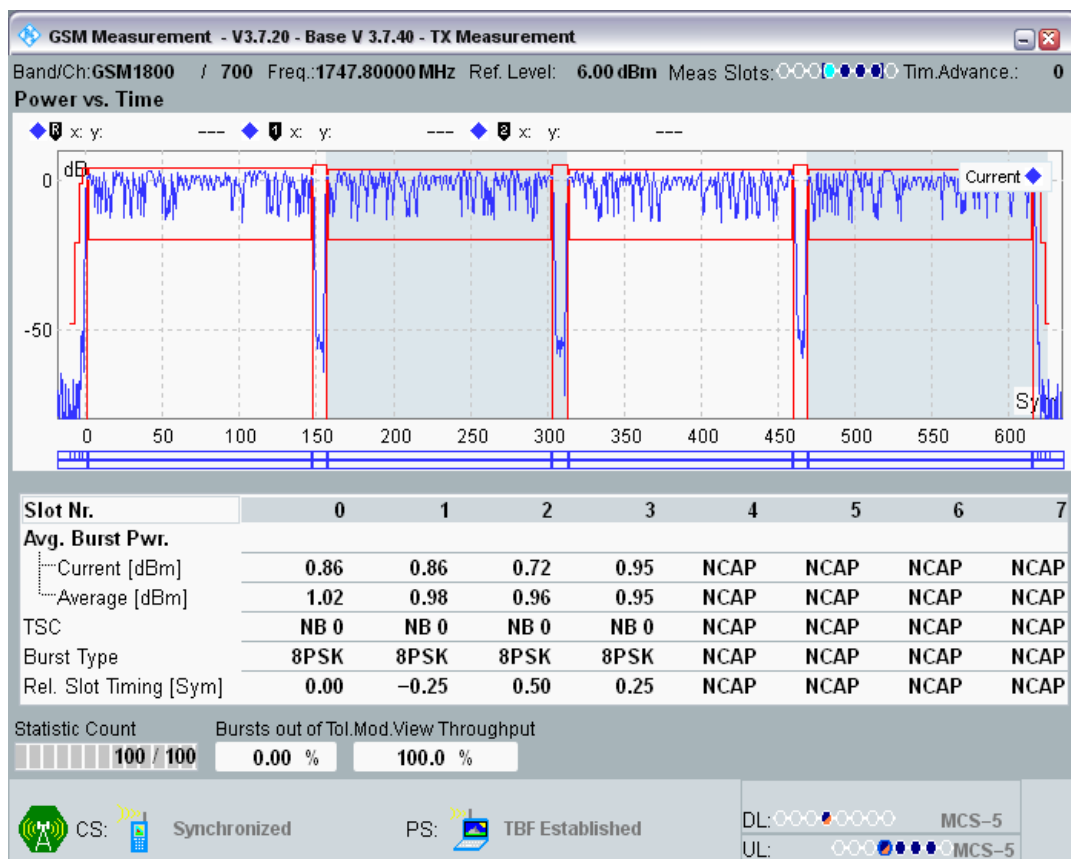 GSM Measurement - V3.7.20 - Base V 3.7.40 - TX Measurement
Band/Ch:GSM1800 / 700 Freq.:1747.80000 MHz Ref. Level: 6.00 dBm Meas Slots: Tim.Advance.: 0
Power vs. Time
R x: y: --- 1 x: y: --- 2 x: y: ---
dB
Current
0
-50
Sy
0 50 100 150 200 250 300 350 400 450 500 550 600
Slot Nr. 0 1 2 3 4 5 6 7
Avg. Burst Pwr.
Current [dBm] 0.86 0.86 0.72 0.95 NCAP NCAP NCAP NCAP
Average [dBm] 1.02 0.98 0.96 0.95 NCAP NCAP NCAP NCAP
TSC NB 0 NB 0 NB 0 NB 0 NCAP NCAP NCAP NCAP
Burst Type 8PSK 8PSK 8PSK 8PSK NCAP NCAP NCAP NCAP
Rel. Slot Timing [Sym] 0.00 −0.25 0.50 0.25 NCAP NCAP NCAP NCAP
Statistic Count Bursts out of Tol.Mod.View Throughput
100 / 100 0.00 % 100.0 %
CS: Synchronized PS: TBF Established
DL: MCS−5
UL: MCS−5